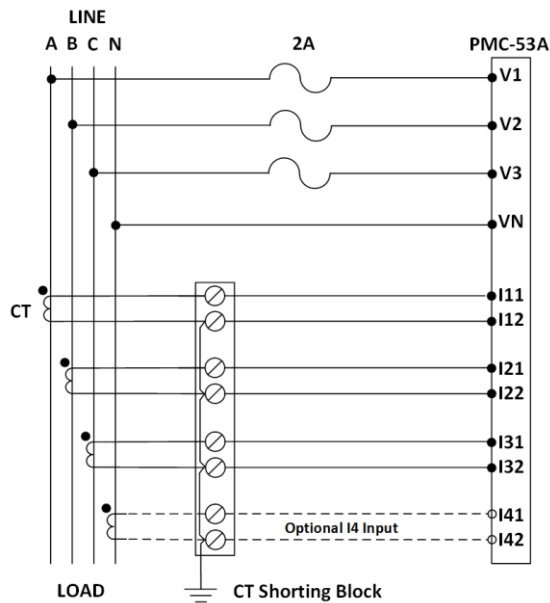 LINE
A B C N 2A PMC-53A
V1
V2
V3
VN
I11
CT
I12
I21
I22
I31
I32
I41
Optional I4 Input
I42
LOAD CT Shorting Block